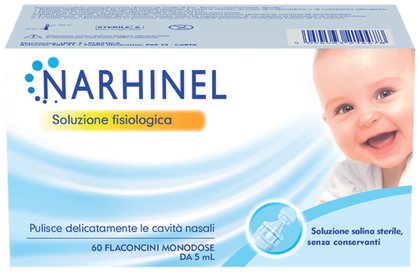 STERILE A
NARHINEL
Soluzione fisiologica
Pulisce delicatamente le cavità nasali
60 FLACONCINI MONODOSE
DA 5 mL
Soluzione salina sterile,
senza conservanti